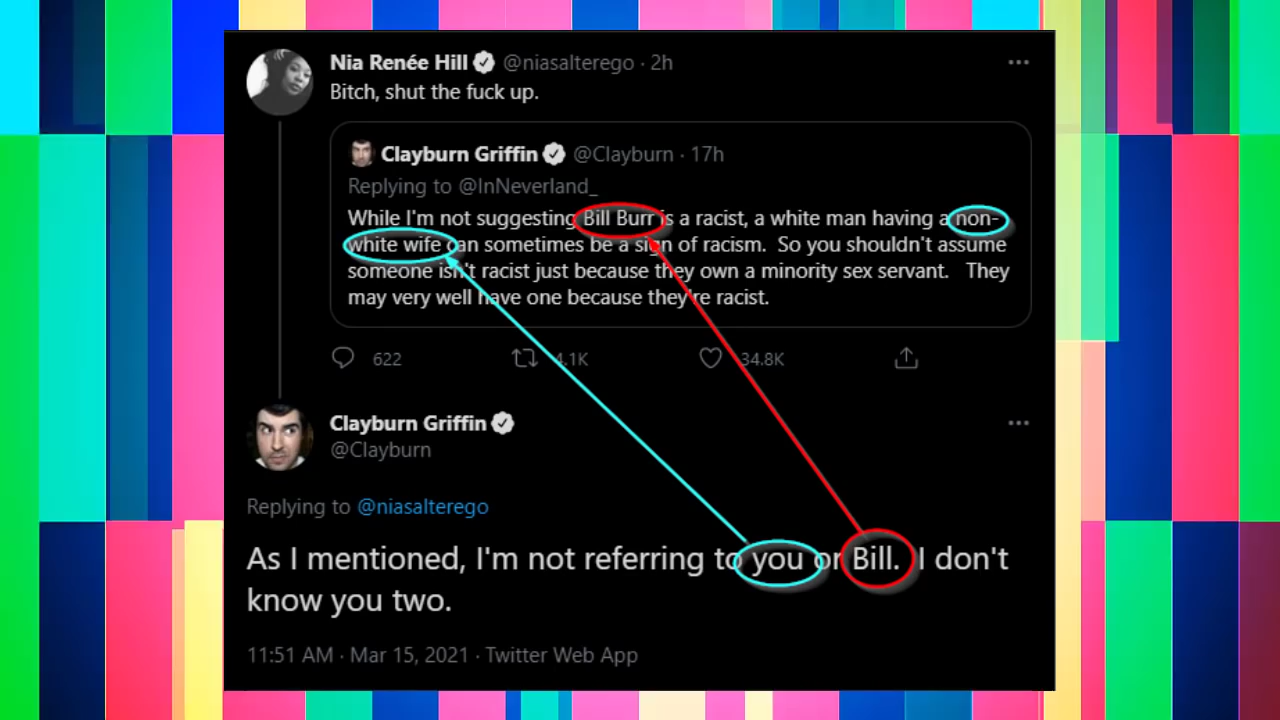 Nia Renée Hill @niasalterego · 2h
Bitch, shut the fuck up.
Clayburn Griffin @Clayburn · 17h
Replying to @InNeverland_
While I'm not suggesting Bill Burr is a racist, a white man having a non-
white wife can sometimes be a sign of racism. So you shouldn't assume
someone isn't racist just because they own a minority sex servant. They
may very well have one because they're racist.
622 4.1K 34.8K
Clayburn Griffin
@Clayburn
Replying to @niasalterego
As I mentioned, I'm not referring to you or Bill. I don't
know you two.
11:51 AM · Mar 15, 2021 · Twitter Web App